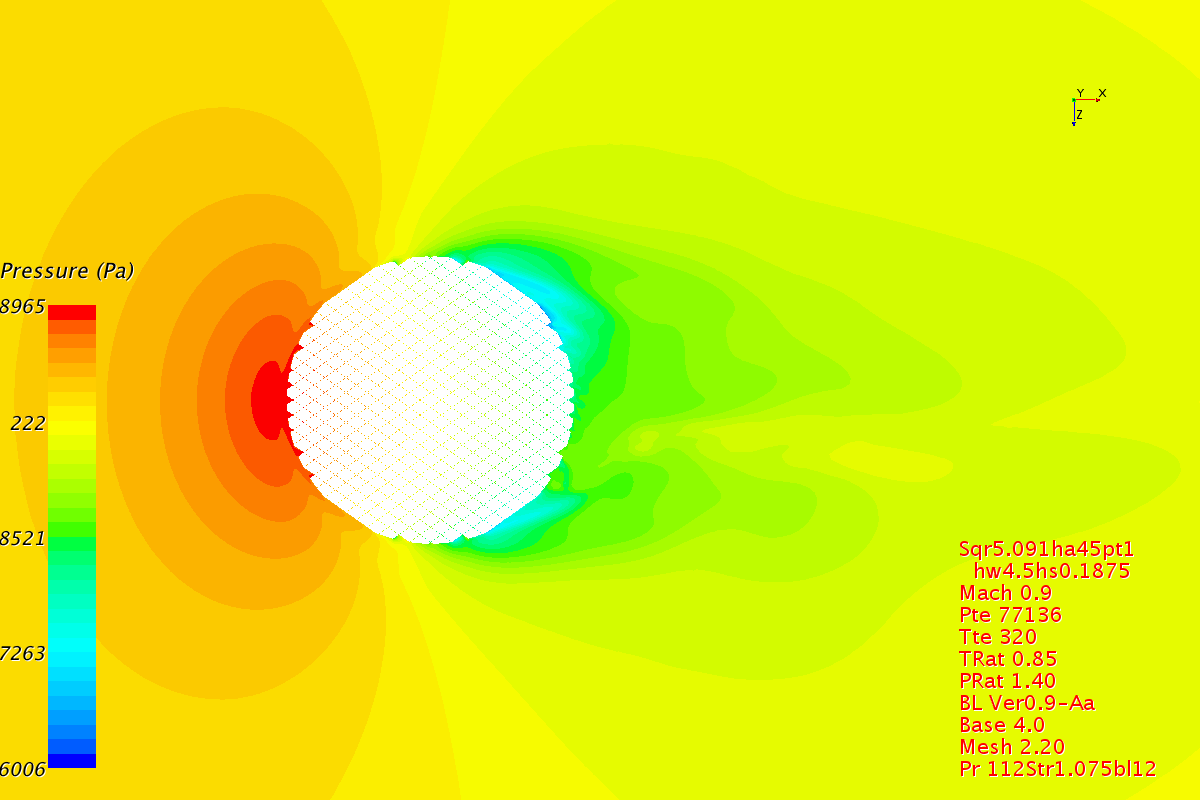 Y X
Z
Pressure (Pa)
8965
222
8521
7263
6006
Sqr5.091ha45pt1
hw4.5hs0.1875
Mach 0.9
Pte 77136
Tte 320
TRat 0.85
PRat 1.40
BL Ver0.9-Aa
Base 4.0
Mesh 2.20
Pr 112Str1.075bl12